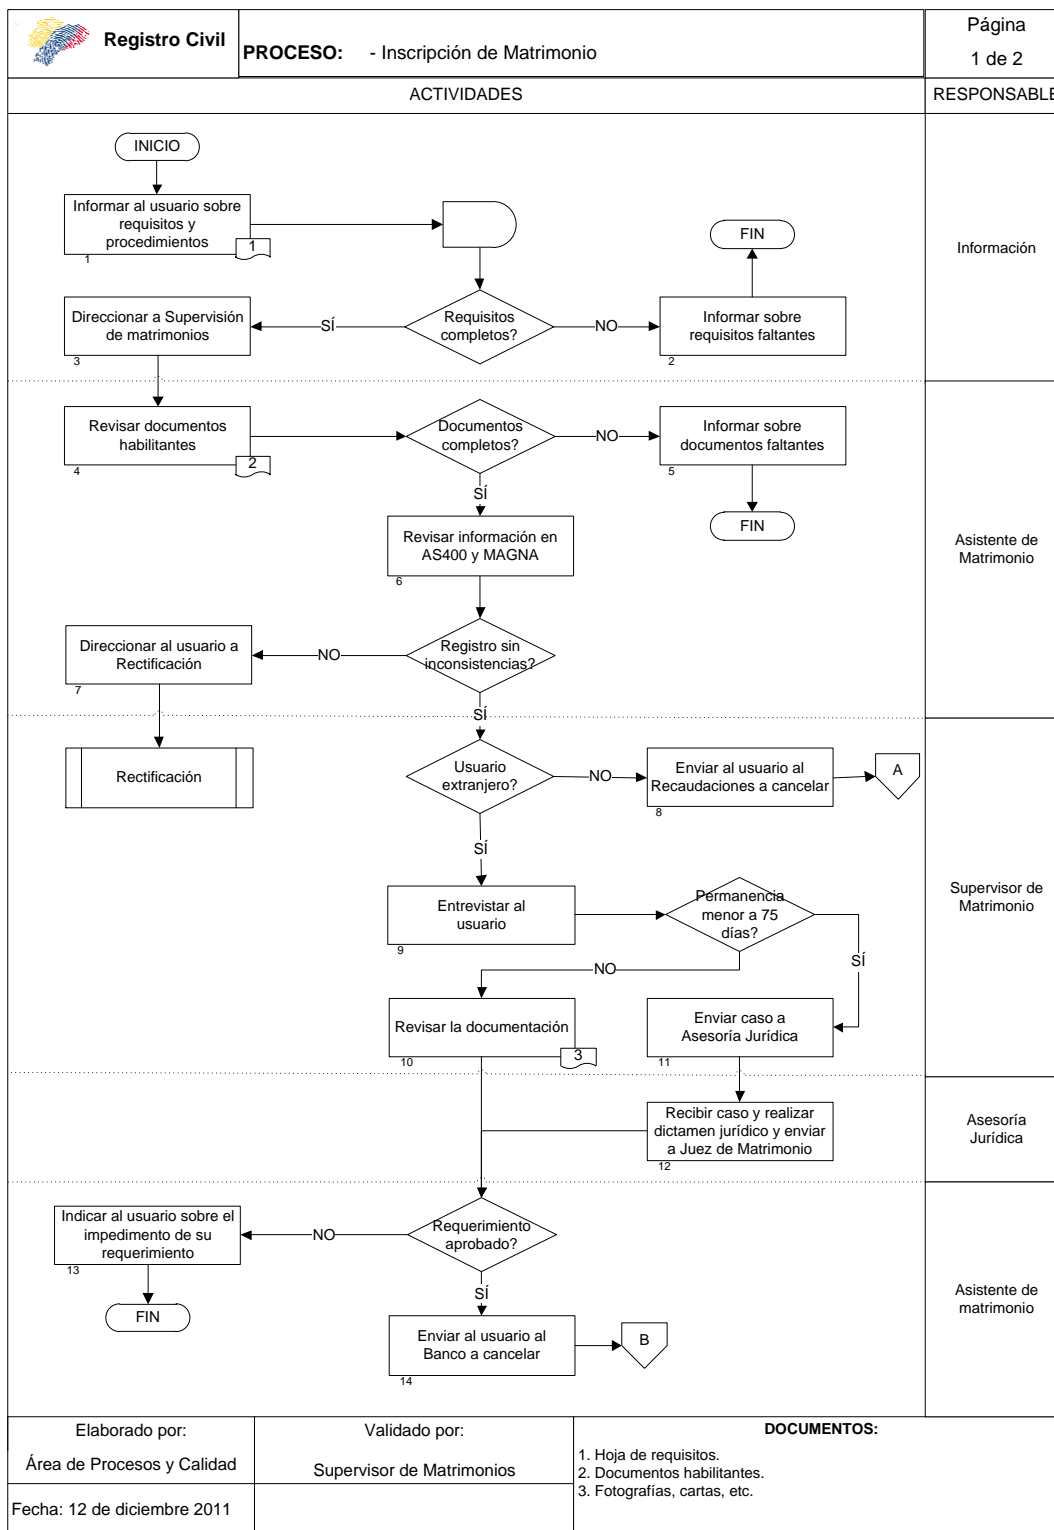 Registro Civil
PROCESO: - Inscripción de Matrimonio
Página
1 de 2
ACTIVIDADES
RESPONSABLE
INICIO
Informar al usuario sobre
requisitos y
procedimientos
1
1
FIN
Información
Direccionar a Supervisión
de matrimonios
3
SÍ
Requisitos
completos?
NO
Informar sobre
requisitos faltantes
2
Revisar documentos
habilitantes
2
4
Documentos
completos?
NO
Informar sobre
documentos faltantes
5
SÍ
FIN
Revisar información en
AS400 y MAGNA
6
Asistente de
Matrimonio
Direccionar al usuario a
Rectificación
7
NO
Registro sin
inconsistencias?
SÍ
Rectificación
Usuario
extranjero?
NO
Enviar al usuario al
Recaudaciones a cancelar
8
A
SÍ
Entrevistar al
usuario
9
Permanencia
menor a 75
días?
Supervisor de
Matrimonio
NO
SÍ
Revisar la documentación
3
10
Enviar caso a
Asesoría Jurídica
11
Recibir caso y realizar
dictamen jurídico y enviar
a Juez de Matrimonio
12
Asesoría
Jurídica
Indicar al usuario sobre el
impedimento de su
requerimiento
13
NO
Requerimiento
aprobado?
SÍ
FIN
Enviar al usuario al
Banco a cancelar
14
B
Asistente de
matrimonio
Elaborado por:
Área de Procesos y Calidad
Fecha: 12 de diciembre 2011
Validado por:
Supervisor de Matrimonios
DOCUMENTOS:
1. Hoja de requisitos.
2. Documentos habilitantes.
3. Fotografías, cartas, etc.